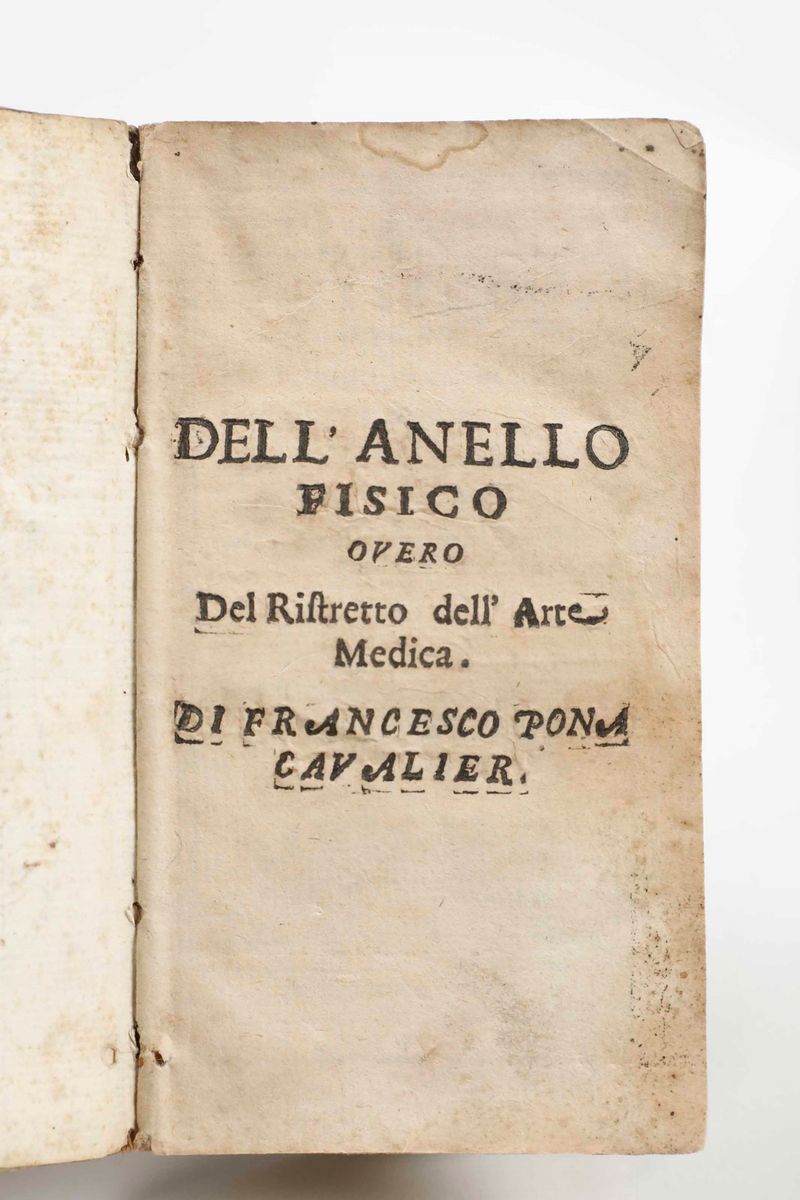 DELL' ANELLO
FISICO
OVERO
Del Riſtretto dell' Arte
Medica.
DI FRANCESCO PONA
CAVALIER.